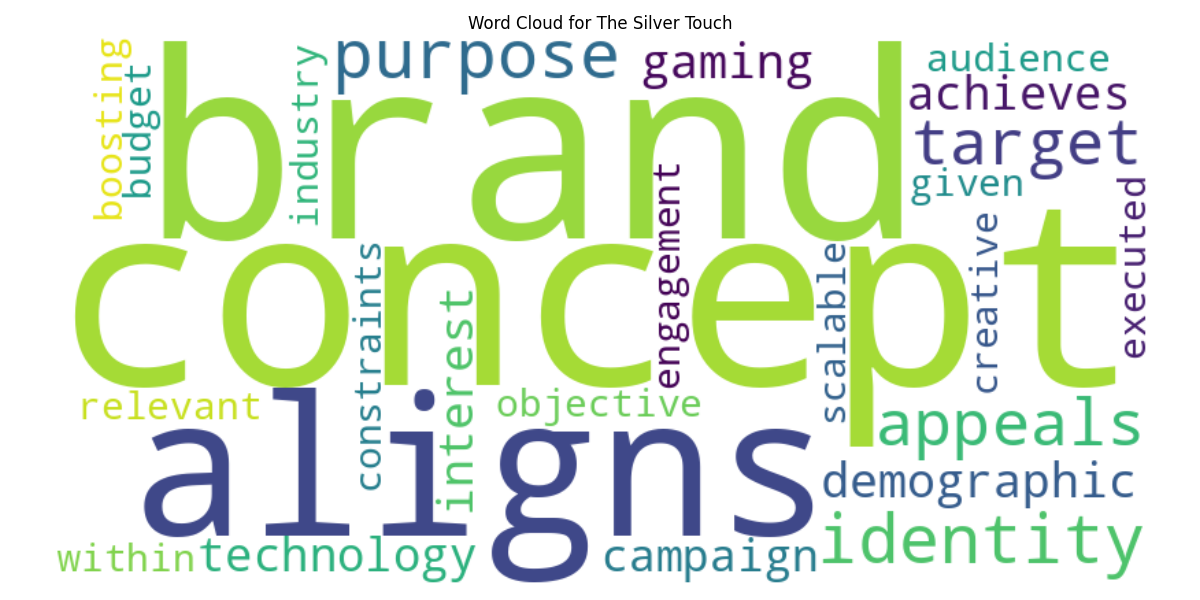 Word Cloud for The Silver Touch
boosting
budget
industry
purpose
gaming
audience
achieves
brand
target
given
executed
concept
constraints
interest
engagement
scalable
creative
relevant
objective
appeals
aligns
demographic
identity
within
technology
campaign